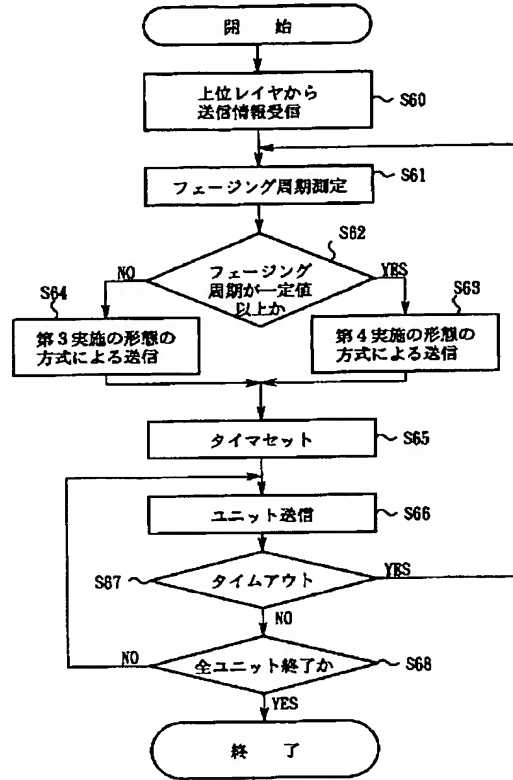 開 始
上位レイヤから
送信情報受信
S60
フェージング周期測定
S61
S62
フェージング
周期が一定値
以上か
NO
YES
S64
S63
第3実施の形態の
方式による送信
第4実施の形態の
方式による送信
タイマセット
S65
ユニット送信
S66
S67
タイムアウト
YES
NO
NO
全ユニット終了か
S68
YES
終 了